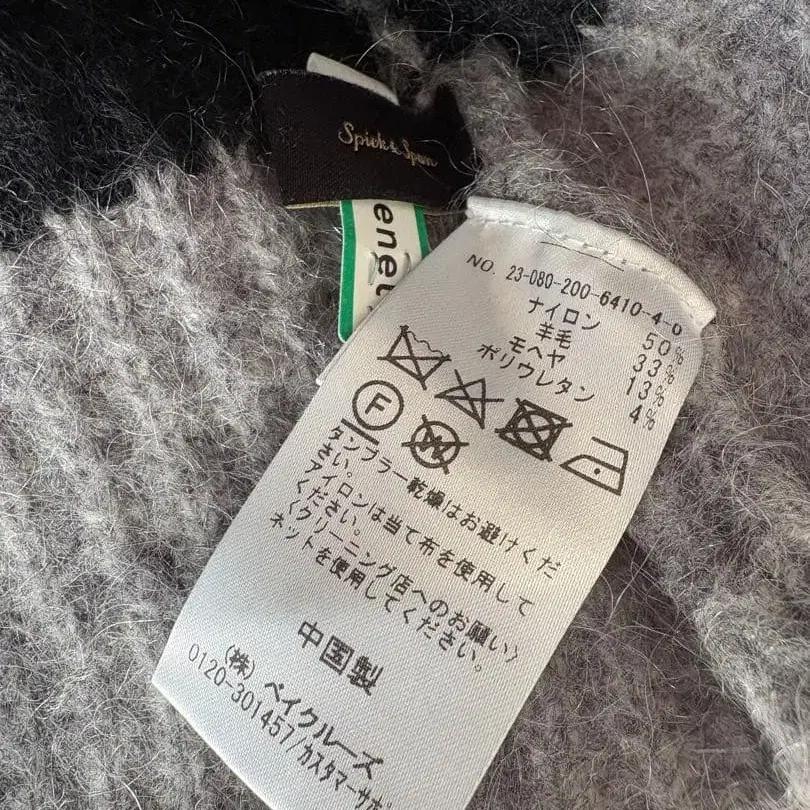 Spick & Span
enet
NO. 23-080-200-6410-4-0
ナイロン 50%
羊毛 33%
モヘヤ 13%
ポリウレタン 4%
F
W
タンブラー乾燥はお避けくだ
さい。
アイロンは当て布を使用して
ください。
〈クリーニング店へのお願い〉
ネットを使用してください。
中国製
(株) ベイクルーズ
0120-301457/カスタマーサポ